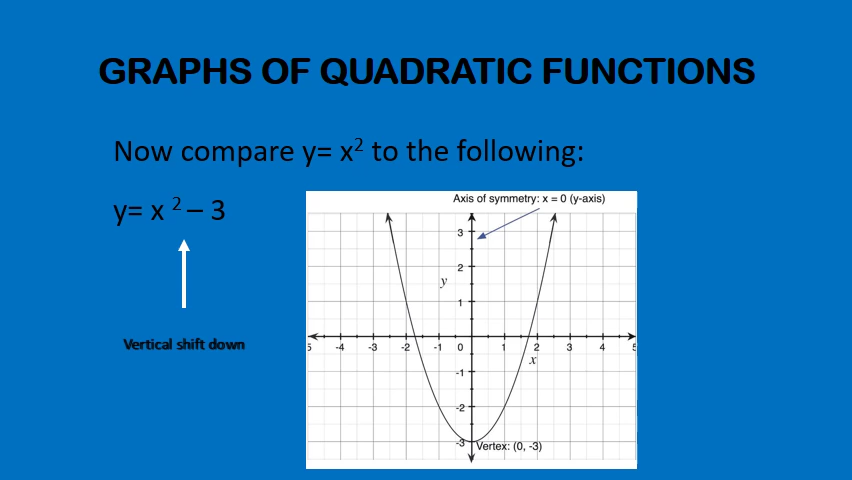 GRAPHS OF QUADRATIC FUNCTIONS
Now compare y= x² to the following:
y= x ² – 3
Vertical shift down
Axis of symmetry: x = 0 (y-axis)
3
2
y
1
5 -4 -3 -2 -1 0 1 2 3 4 5
x
-1
-2
-3
Vertex: (0, -3)